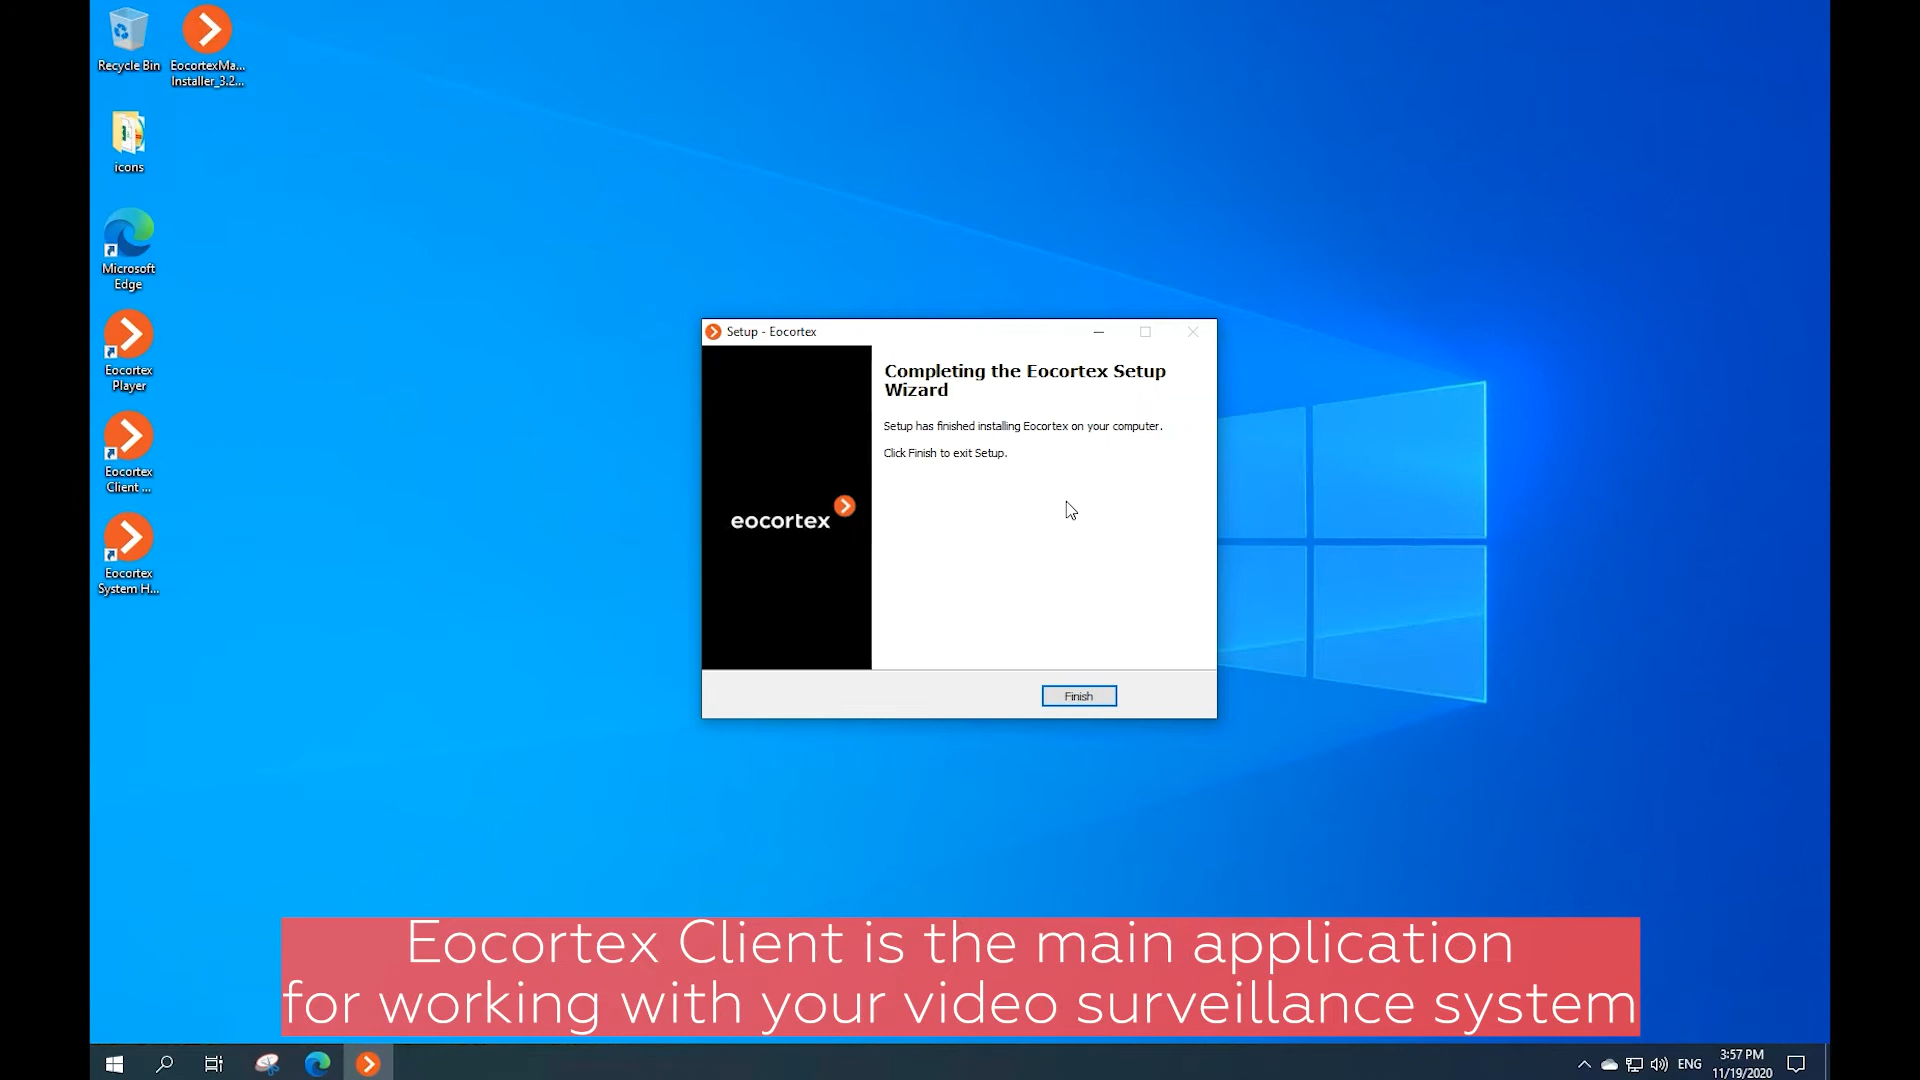 Recycle Bin
EocortexMa...
Installer_3.2...
icons
Microsoft
Edge
Eocortex
Player
Eocortex
Client ...
Eocortex
System H...
Setup - Eocortex
Completing the Eocortex Setup
Wizard
Setup has finished installing Eocortex on your computer.
Click Finish to exit Setup.
eocortex
Finish
Eocortex Client is the main application
for working with your video surveillance system
ENG
3:57 PM
11/19/2020